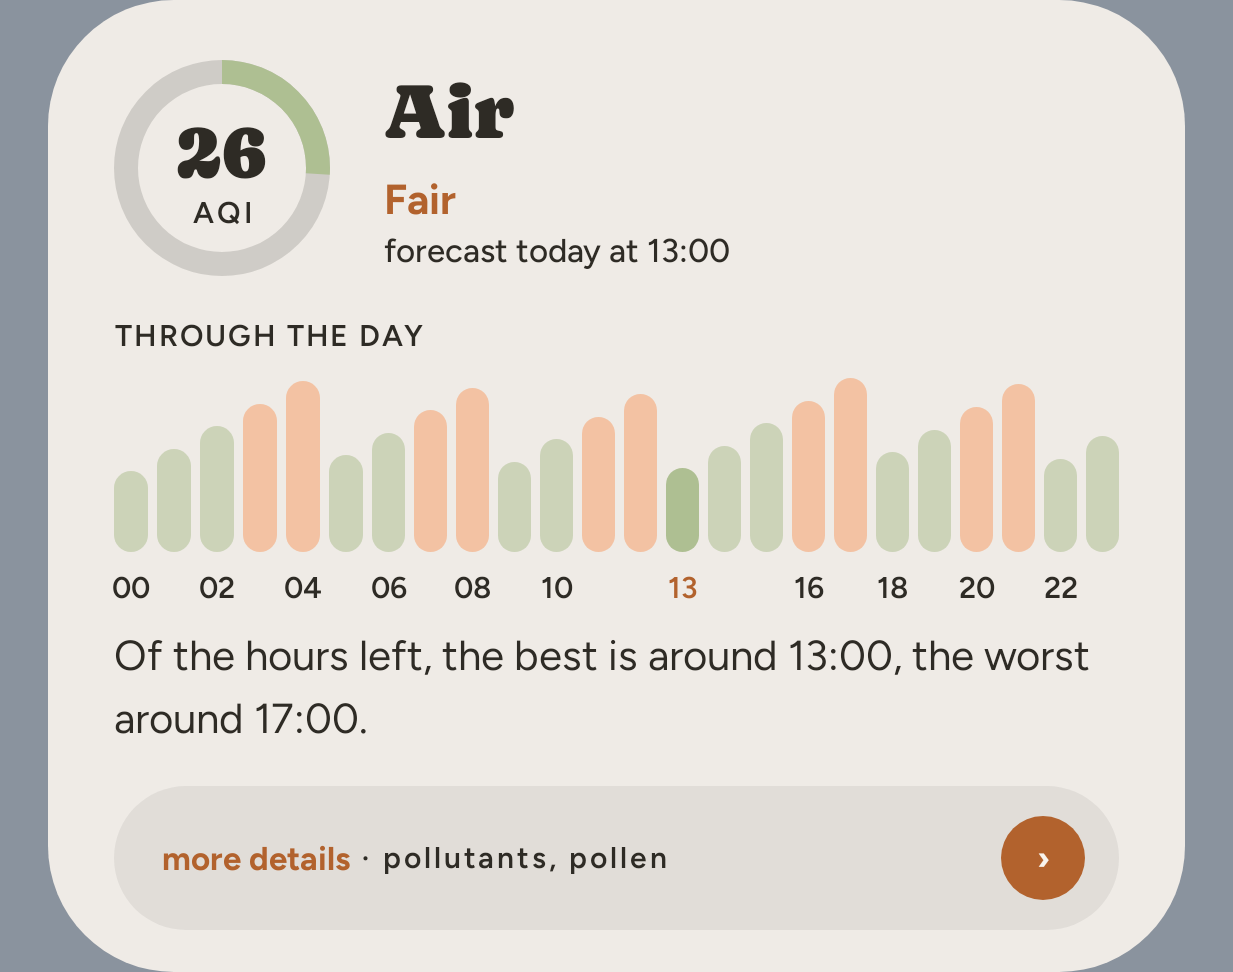 26
AQI
Air
Fair
forecast today at 13:00
THROUGH THE DAY
00 02 04 06 08 10 13 16 18 20 22
Of the hours left, the best is around 13:00, the worst
around 17:00.
more details · pollutants, pollen ›